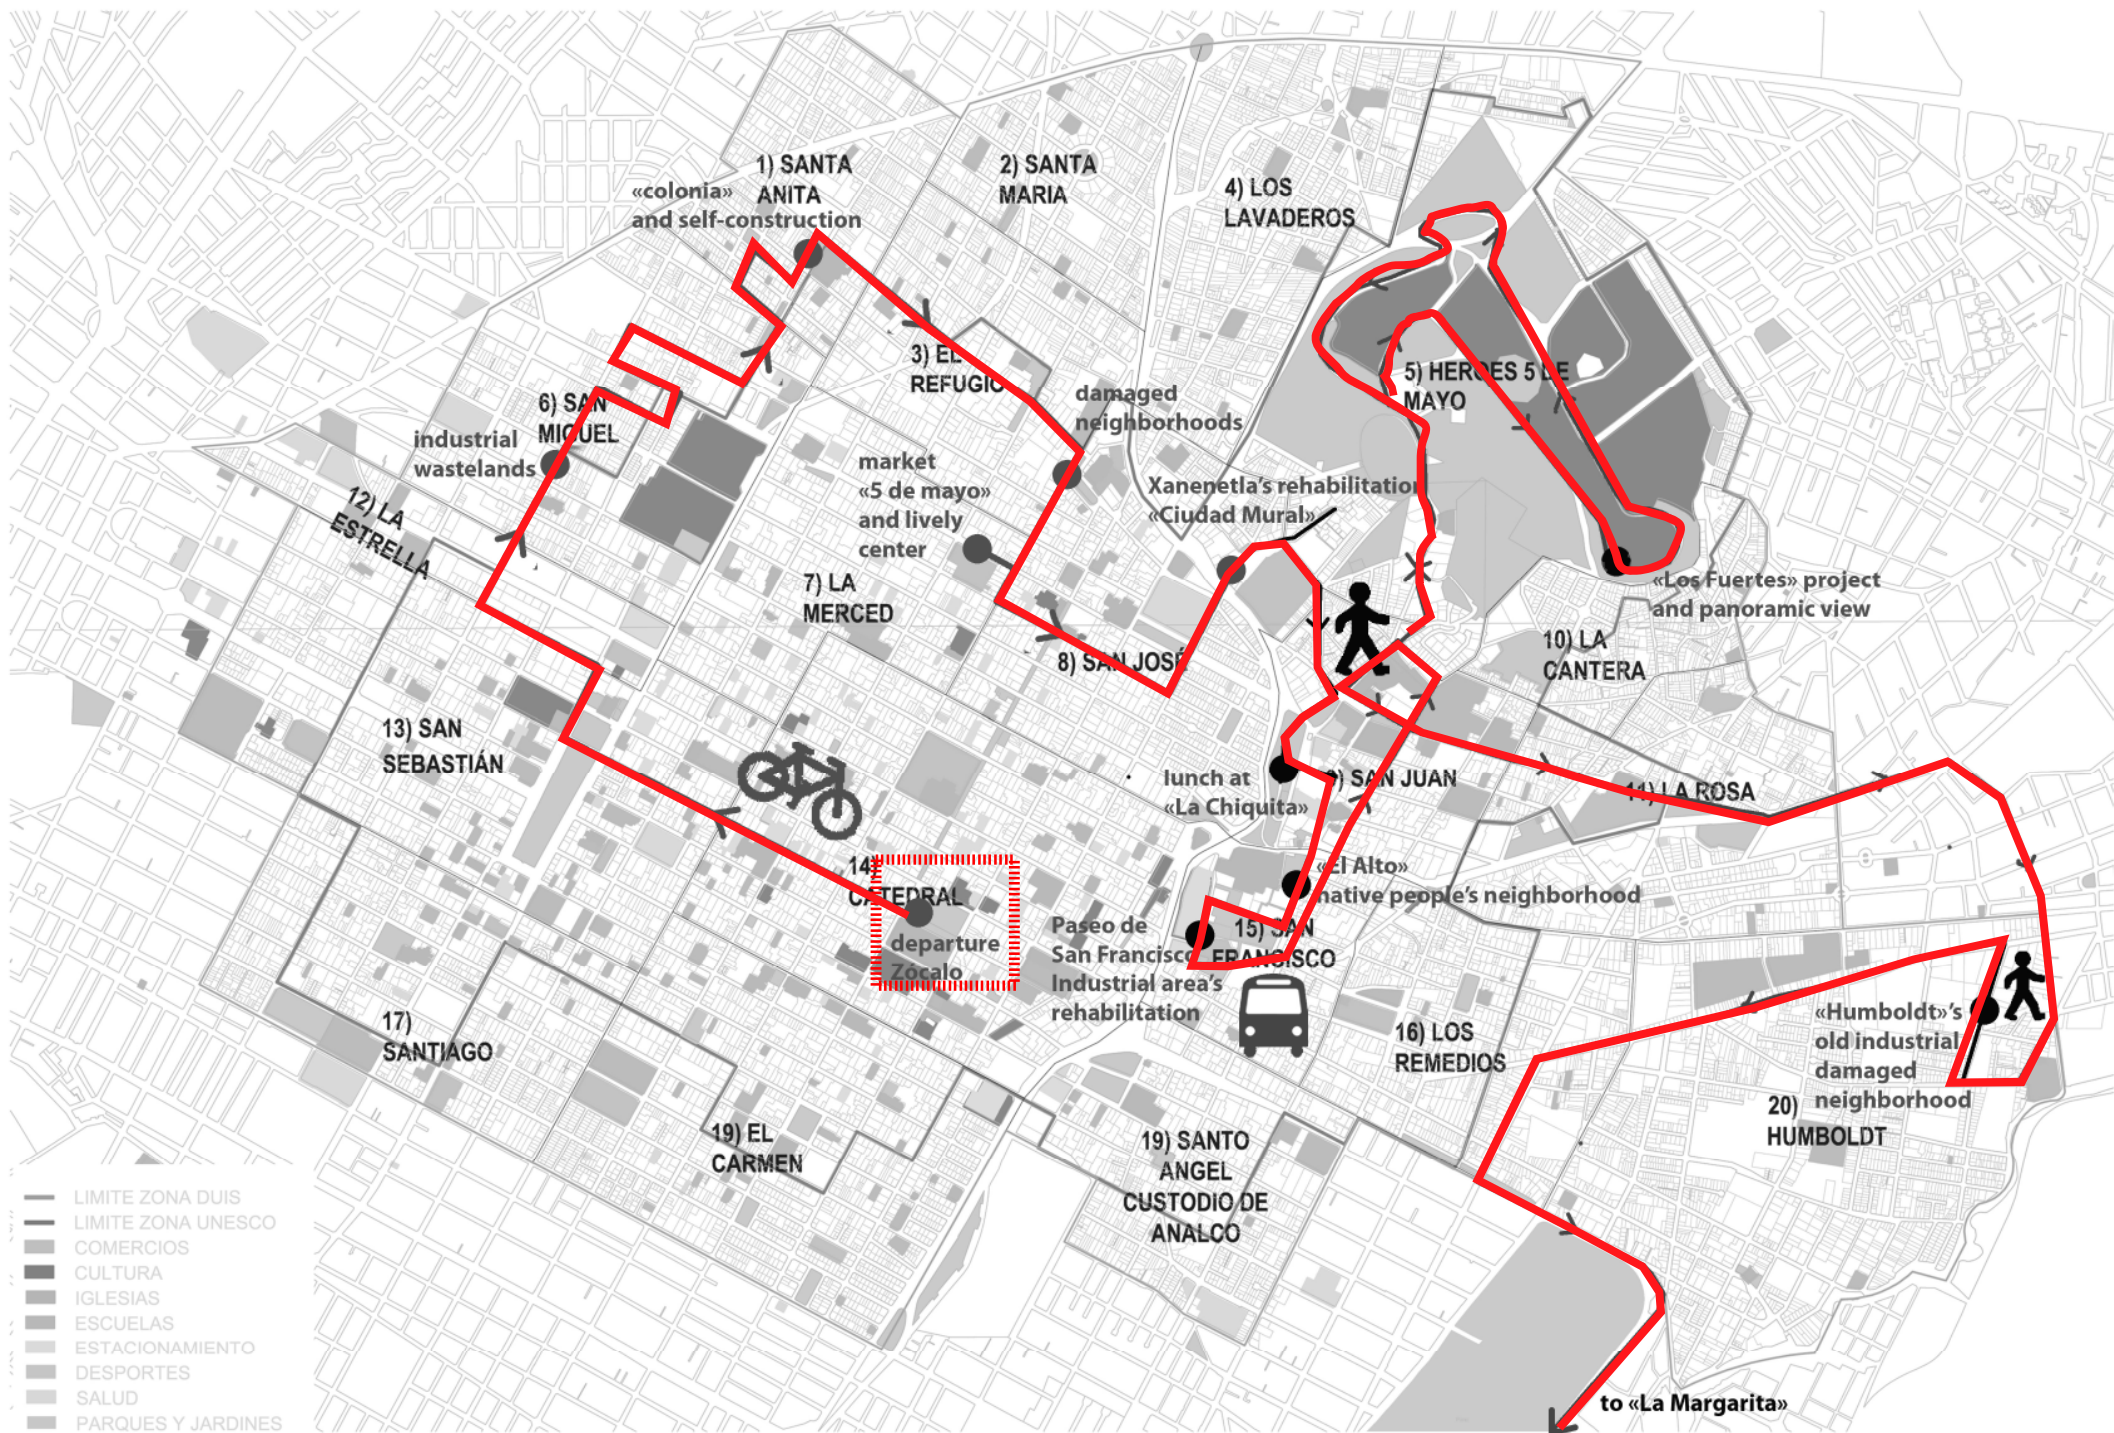 1) SANTA
ANITA
«colonia»
and self-construction
2) SANTA
MARIA
4) LOS
LAVADEROS
3) EL
REFUGIO
5) HEROES 5 DE
MAYO
6) SAN
MIGUEL
industrial
wastelands
damaged
neighborhoods
market
«5 de mayo»
and lively
center
Xanenetla's rehabilitation
«Ciudad Mural»
12) LA
ESTRELLA
7) LA
MERCED
«Los Fuertes» project
and panoramic view
8) SAN JOSÉ
10) LA
CANTERA
13) SAN
SEBASTIÁN
lunch at
«La Chiquita»
9) SAN JUAN
11) LA ROSA
14)
CATEDRAL
departure
Zócalo
«El Alto»
native people's neighborhood
Paseo de
San Francisco
Industrial area's
rehabilitation
15) SAN
FRANCISCO
17)
SANTIAGO
16) LOS
REMEDIOS
«Humboldt»'s
old industrial
damaged
neighborhood
20)
HUMBOLDT
19) EL
CARMEN
19) SANTO
ANGEL
CUSTODIO DE
ANALCO
to «La Margarita»
LIMITE ZONA DUIS
LIMITE ZONA UNESCO
COMERCIOS
CULTURA
IGLESIAS
ESCUELAS
ESTACIONAMIENTO
DESPORTES
SALUD
PARQUES Y JARDINES